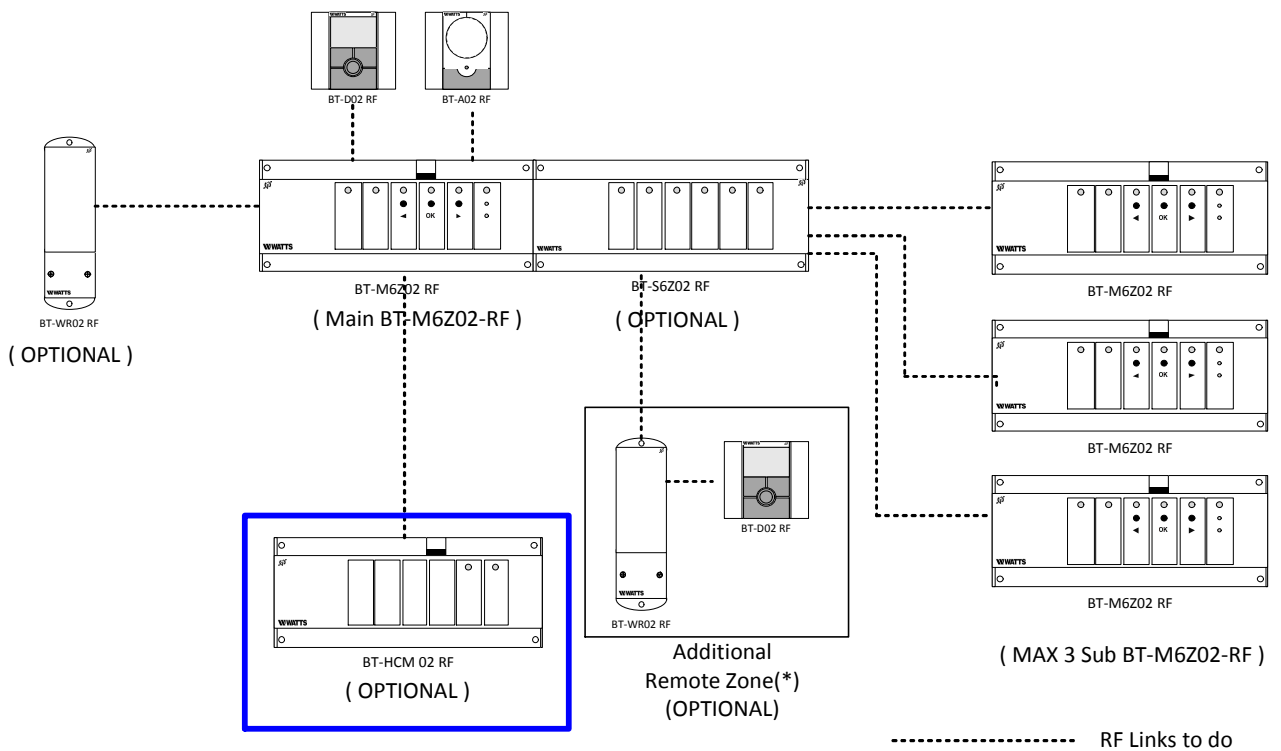 WATTS
WATTS
BT-D02 RF
BT-A02 RF
OK
WATTS
WATTS
BT-M6Z02 RF
BT-S6Z02 RF
( Main BT-M6Z02-RF )
( OPTIONAL )
WATTS
BT-WR02 RF
( OPTIONAL )
OK
WATTS
BT-M6Z02 RF
OK
WATTS
BT-M6Z02 RF
OK
WATTS
BT-M6Z02 RF
( MAX 3 Sub BT-M6Z02-RF )
WATTS
BT-HCM 02 RF
( OPTIONAL )
WATTS
BT-D02 RF
WATTS
BT-WR02 RF
Additional
Remote Zone(*)
(OPTIONAL)
RF Links to do